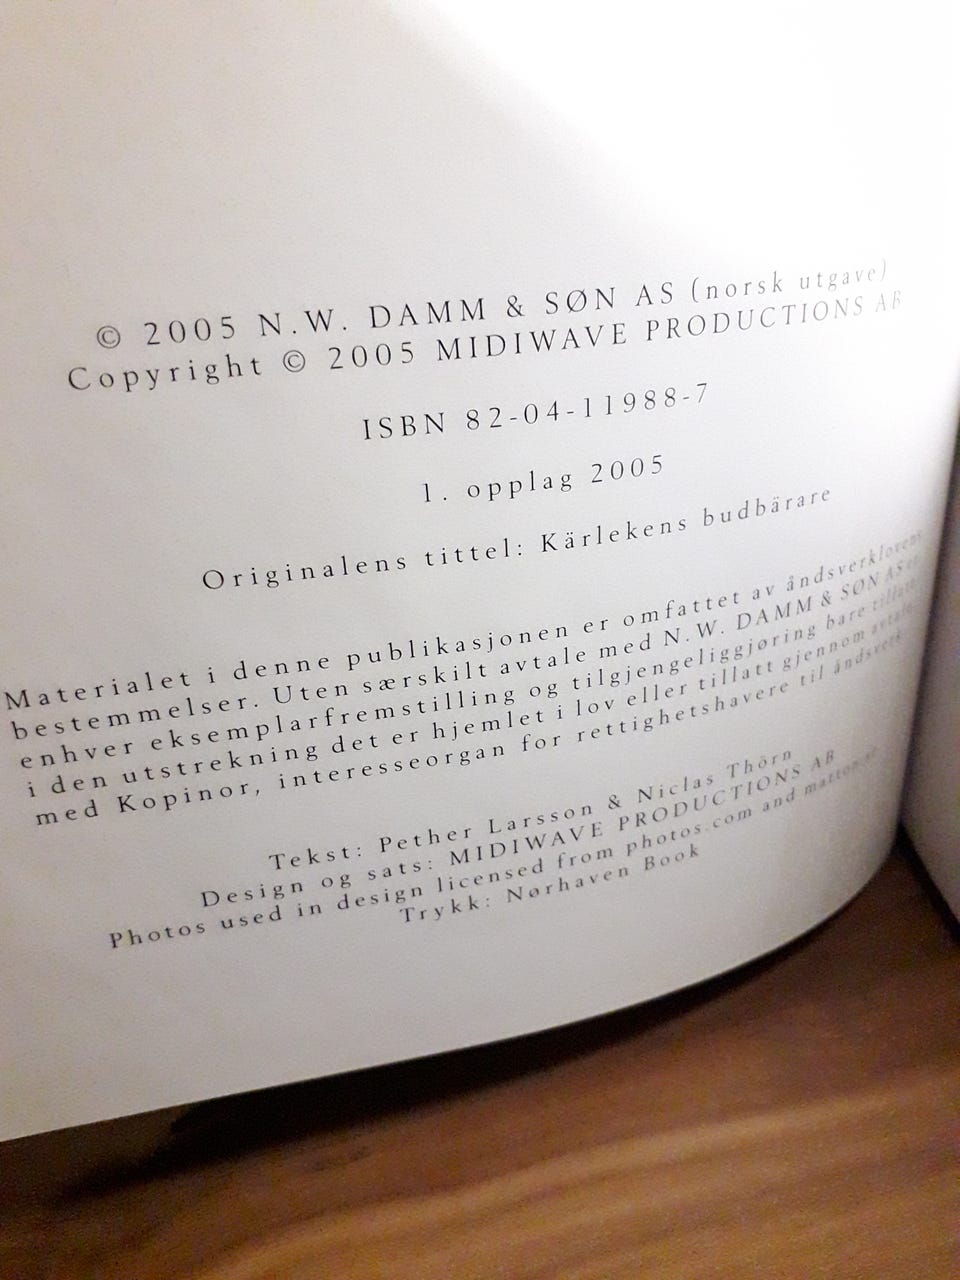 © 2005 N.W. DAMM & SØN AS (norsk utgave)
Copyright © 2005 MIDIWAVE PRODUCTIONS AB
ISBN 82-04-11988-7
1. opplag 2005
Originalens tittel: Kärlekens budbärare
Materialet i denne publikasjonen er omfattet av åndsverklovens
bestemmelser. Uten særskilt avtale med N.W. DAMM & SØN AS er
enhver eksemplarfremstilling og tilgjengeliggjøring bare tillatt
i den utstrekning det er hjemlet i lov eller tillatt gjennom avtale
med Kopinor, interesseorgan for rettighetshavere til åndsverk
Tekst: Pether Larsson & Niclas Thörn
Design og sats: MIDIWAVE PRODUCTIONS AB
Photos used in design licensed from photos.com and
Trykk: Nørhaven Book